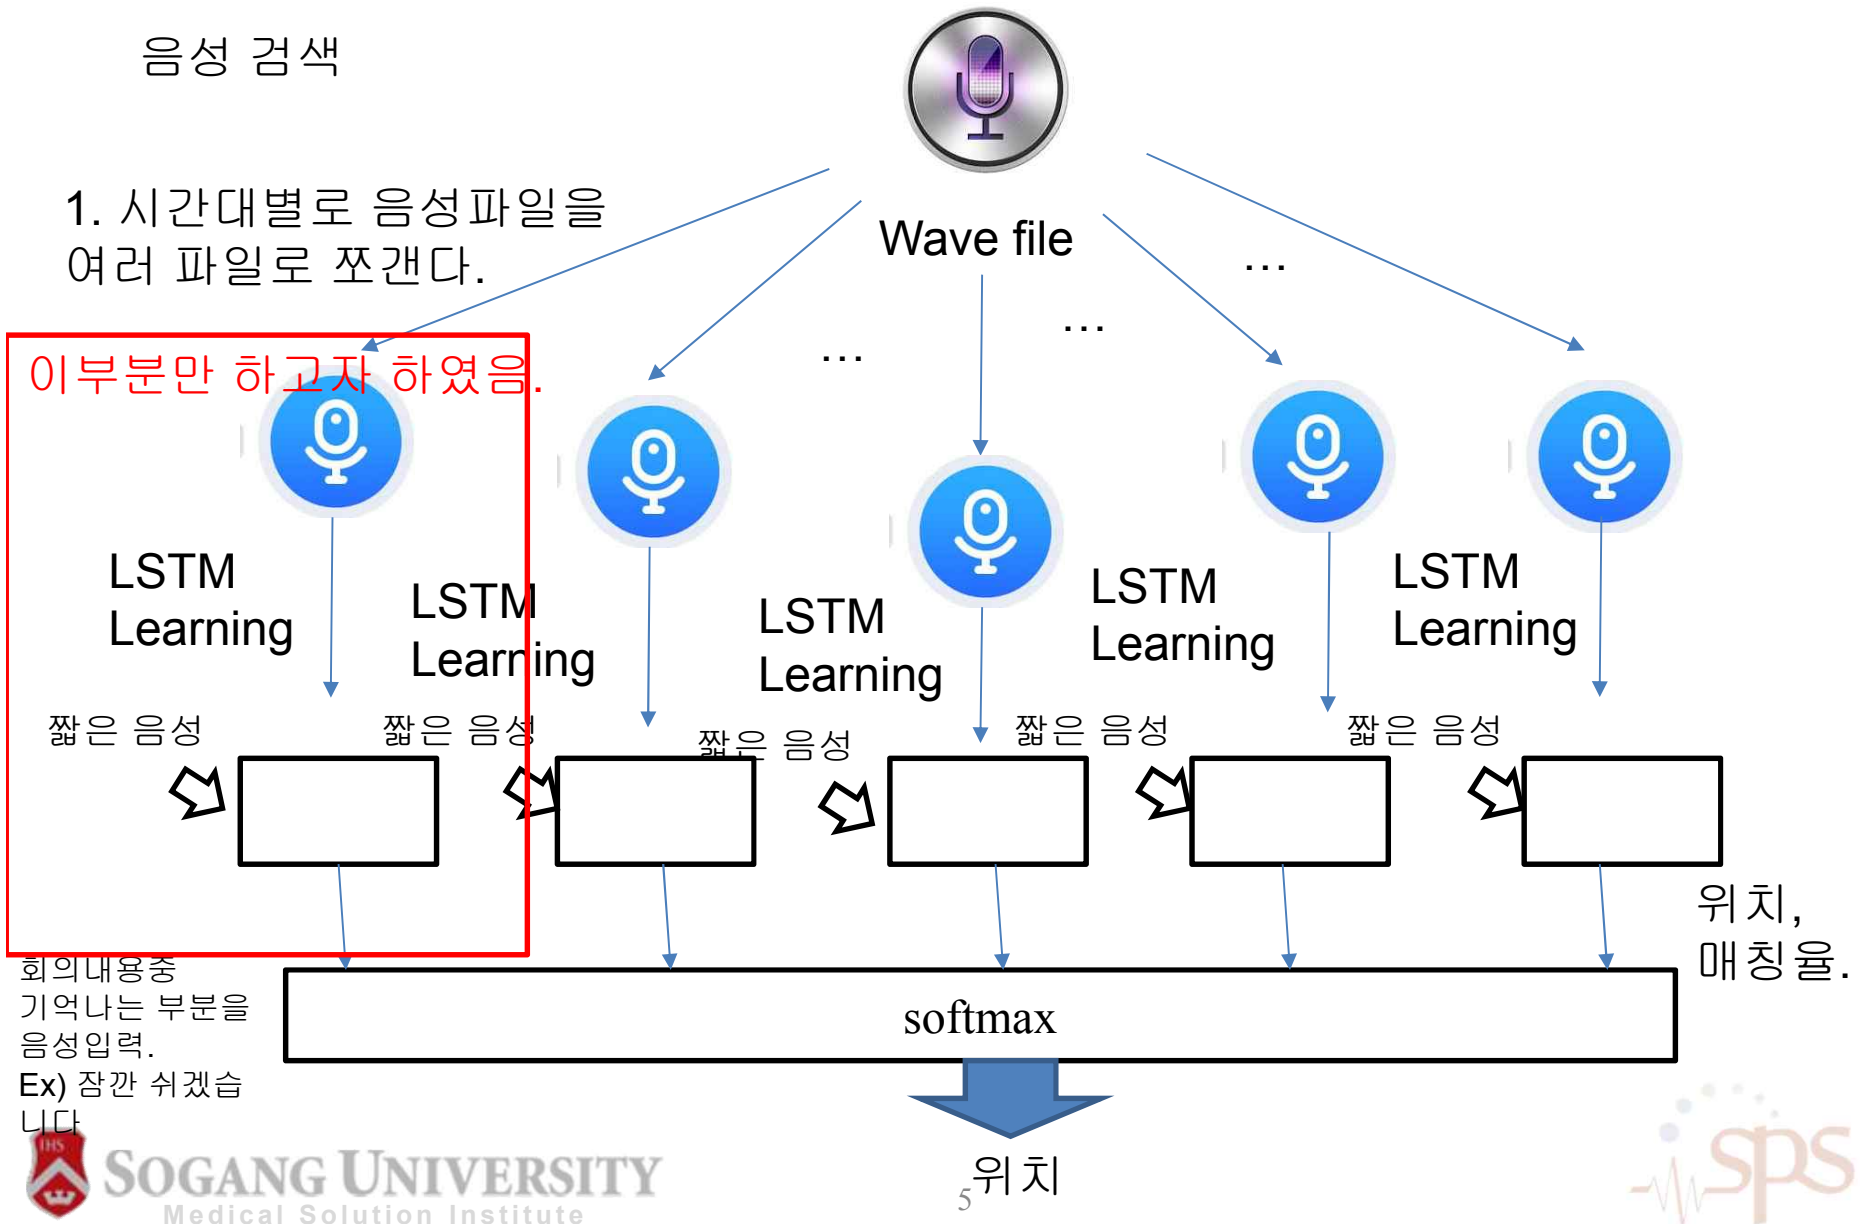 음성 검색
1. 시간대별로 음성파일을
여러 파일로 쪼갠다.
Wave file
...
...
...
이부분만 하고자 하였음.
LSTM
Learning
LSTM
Learning
LSTM
Learning
LSTM
Learning
LSTM
Learning
짧은 음성
짧은 음성
짧은 음성
짧은 음성
짧은 음성
위치,
매칭율.
회의내용중
기억나는 부분을
음성입력.
Ex) 잠깐 쉬겠습
니다
softmax
위치
5
IHS
SOGANG UNIVERSITY
Medical Solution Institute
sps